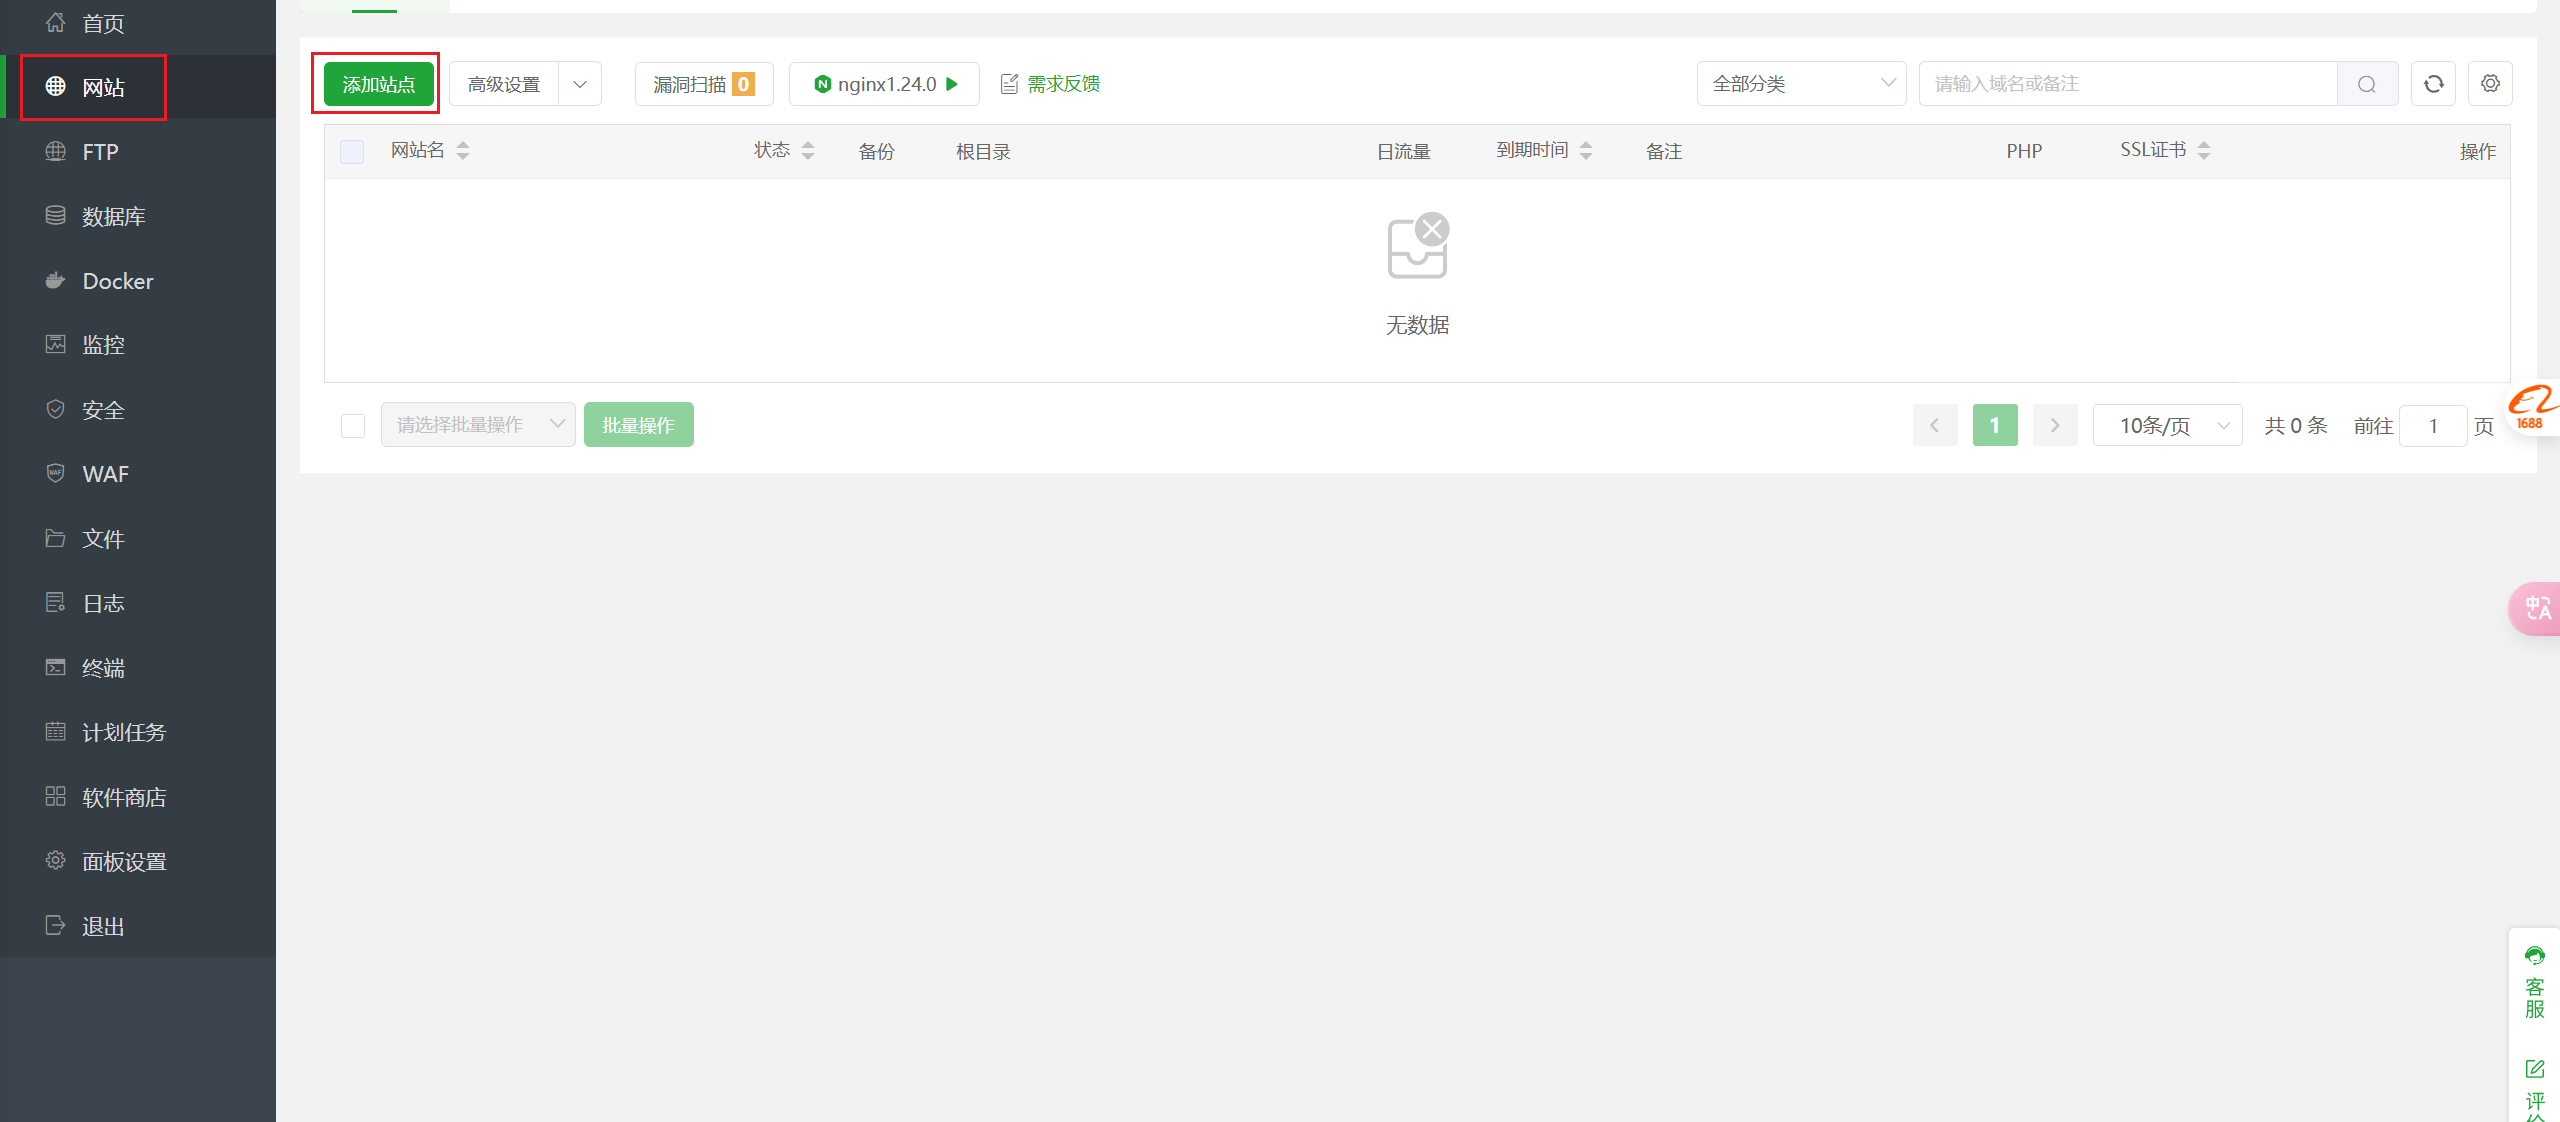 首页
网站
FTP
数据库
Docker
监控
安全
WAF
文件
日志
终端
计划任务
软件商店
面板设置
退出
添加站点 高级设置 漏洞扫描 0 nginx1.24.0 需求反馈 全部分类 请输入域名或备注
网站名 状态 备份 根目录 日流量 到期时间 备注 PHP SSL证书 操作
无数据
请选择批量操作 批量操作 1 10条/页 共 0 条 前往 1 页
1688
中A
客服
评